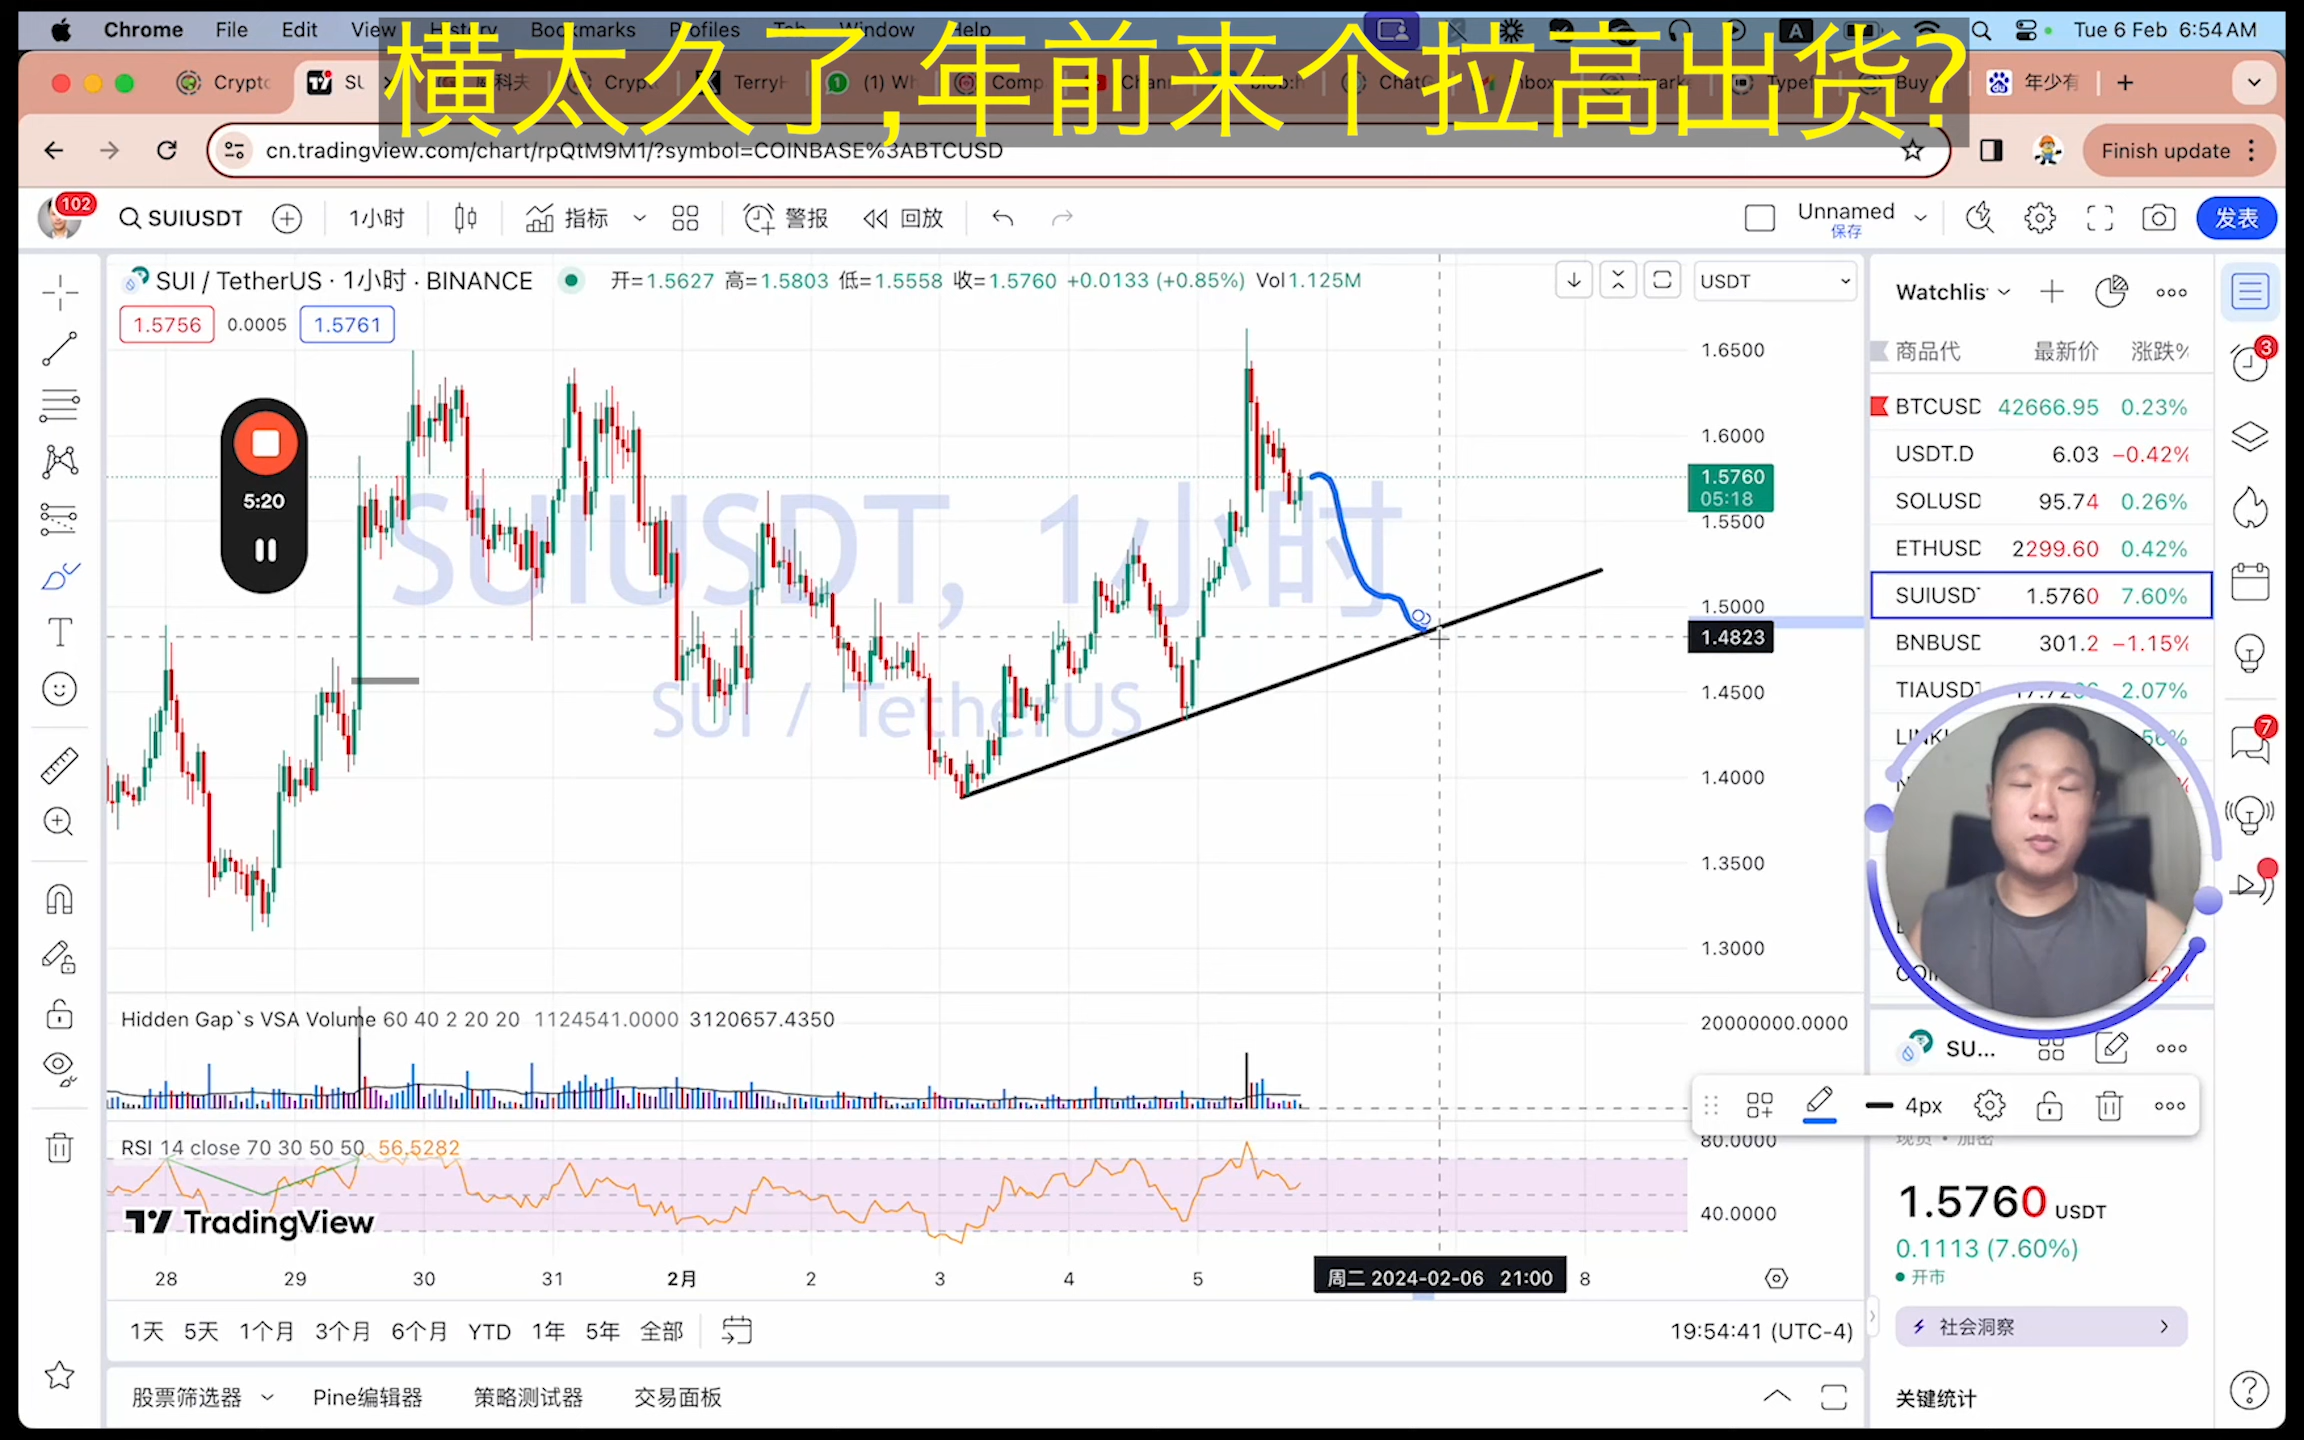 横太久了,年前来个拉高出货?
Chrome File Edit View History Bookmarks Profiles Tab Window Help
Tue 6 Feb 6:54 AM
Crypto
Finish update
cn.tradingview.com/chart/rpQtM9M1/?symbol=COINBASE%3ABTCUSD
102
SUIUSDT 1小时 指标 警报 回放
Unnamed
保存
发表
SUI / TetherUS · 1小时 · BINANCE 开=1.5627 高=1.5803 低=1.5558 收=1.5760 +0.0133 (+0.85%) Vol1.125M
USDT
1.5756 0.0005 1.5761
5:20
SUIUSDT, 1小时
SUI / TetherUS
1.6500
1.6000
1.5760
05:18
1.5500
1.5000
1.4823
1.4500
1.4000
1.3500
1.3000
Watchlis
商品代 最新价 涨跌%
BTCUSD 42666.95 0.23%
USDT.D 6.03 −0.42%
SOLUSD 95.74 0.26%
ETHUSD 2299.60 0.42%
SUIUSD 1.5760 7.60%
BNBUSD 301.2 −1.15%
TIAUSDT 2.07%
3
7
Hidden Gap`s VSA Volume 60 40 2 20 20 1124541.0000 3120657.4350
20000000.0000
SU...
4px
RSI 14 close 70 30 50 50 56.5282
80.0000
40.0000
TradingView
现货 • 加密
1.5760 USDT
0.1113 (7.60%)
开市
28 29 30 31 2月 2 3 4 5 周二 2024-02-06 21:00 8
1天 5天 1个月 3个月 6个月 YTD 1年 5年 全部
19:54:41 (UTC-4)
社会洞察
股票筛选器 Pine编辑器 策略测试器 交易面板
关键统计